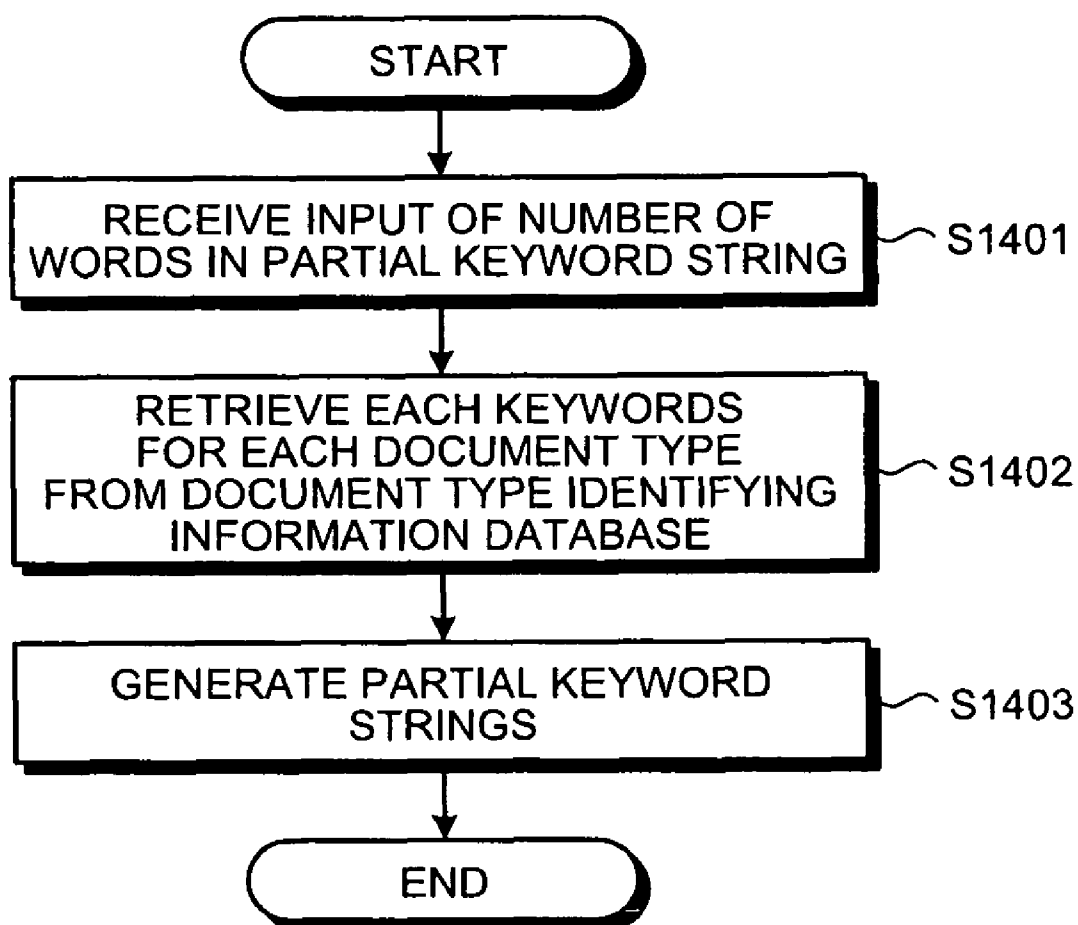 START
RECEIVE INPUT OF NUMBER OF
WORDS IN PARTIAL KEYWORD STRING
S1401
RETRIEVE EACH KEYWORDS
FOR EACH DOCUMENT TYPE
FROM DOCUMENT TYPE IDENTIFYING
INFORMATION DATABASE
S1402
GENERATE PARTIAL KEYWORD
STRINGS
S1403
END